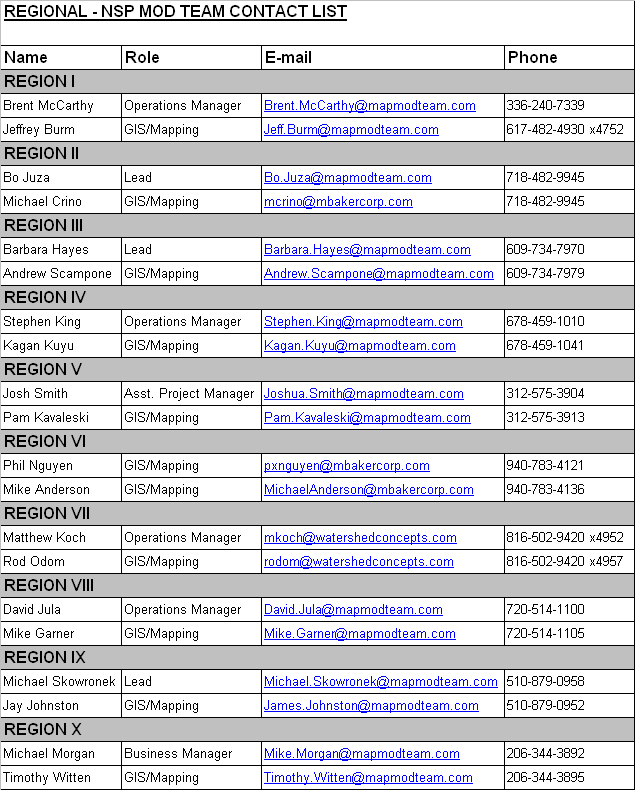 REGIONAL - NSP MOD TEAM CONTACT LIST
Name Role E-mail Phone
REGION I
Brent McCarthy Operations Manager Brent.McCarthy@mapmodteam.com 336-240-7339
Jeffrey Burm GIS/Mapping Jeff.Burm@mapmodteam.com 617-482-4930 x4752
REGION II
Bo Juza Lead Bo.Juza@mapmodteam.com 718-482-9945
Michael Crino GIS/Mapping mcrino@mbakercorp.com 718-482-9945
REGION III
Barbara Hayes Lead Barbara.Hayes@mapmodteam.com 609-734-7970
Andrew Scampone GIS/Mapping Andrew.Scampone@mapmodteam.com 609-734-7979
REGION IV
Stephen King Operations Manager Stephen.King@mapmodteam.com 678-459-1010
Kagan Kuyu GIS/Mapping Kagan.Kuyu@mapmodteam.com 678-459-1041
REGION V
Josh Smith Asst. Project Manager Joshua.Smith@mapmodteam.com 312-575-3904
Pam Kavaleski GIS/Mapping Pam.Kavaleski@mapmodteam.com 312-575-3913
REGION VI
Phil Nguyen GIS/Mapping pxnguyen@mbakercorp.com 940-783-4121
Mike Anderson GIS/Mapping MichaelAnderson@mbakercorp.com 940-783-4136
REGION VII
Matthew Koch Operations Manager mkoch@watershedconcepts.com 816-502-9420 x4952
Rod Odom GIS/Mapping rodom@watershedconcepts.com 816-502-9420 x4957
REGION VIII
David Jula Operations Manager David.Jula@mapmodteam.com 720-514-1100
Mike Garner GIS/Mapping Mike.Garner@mapmodteam.com 720-514-1105
REGION IX
Michael Skowronek Lead Michael.Skowronek@mapmodteam.com 510-879-0958
Jay Johnston GIS/Mapping James.Johnston@mapmodteam.com 510-879-0952
REGION X
Michael Morgan Business Manager Mike.Morgan@mapmodteam.com 206-344-3892
Timothy Witten GIS/Mapping Timothy.Witten@mapmodteam.com 206-344-3895